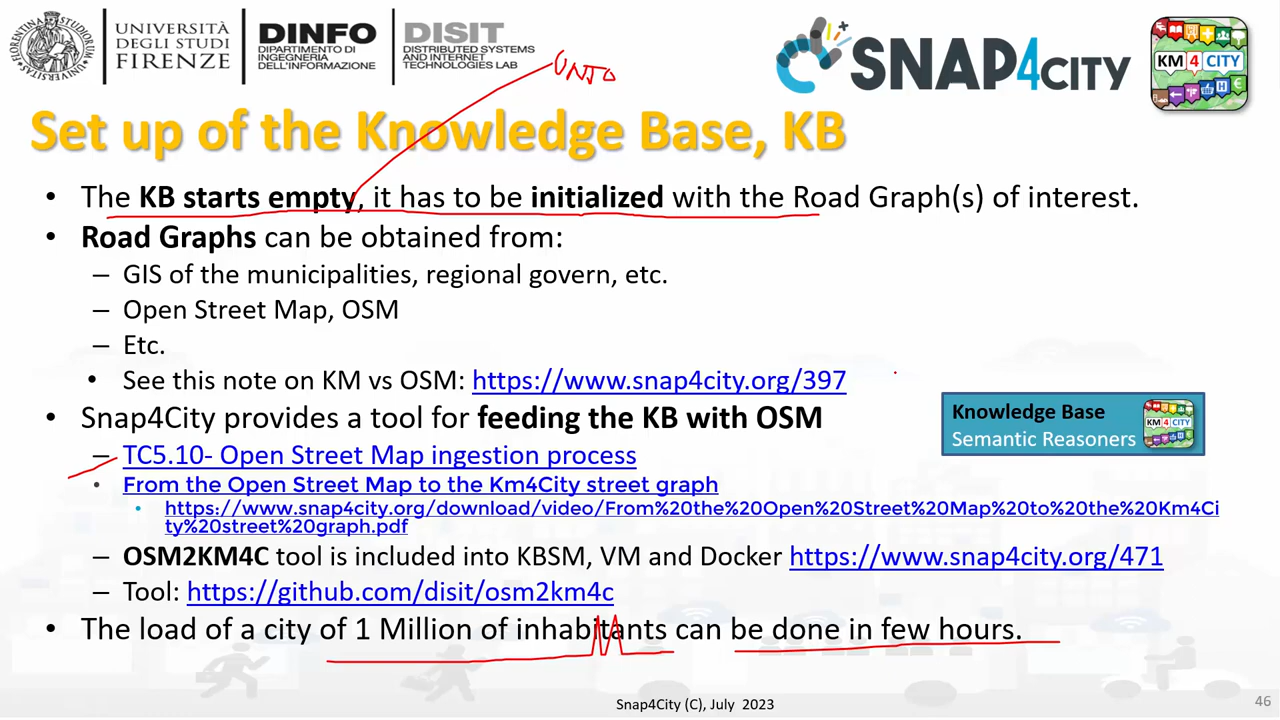 UNIVERSITÀ
DEGLI STUDI
FIRENZE
DINFO
DIPARTIMENTO DI
INGEGNERIA
DELL'INFORMAZIONE
DISIT
DISTRIBUTED SYSTEMS
AND INTERNET
TECHNOLOGIES LAB
SNAP4CITY
KM 4 CITY
Set up of the Knowledge Base, KB
• The KB starts empty, it has to be initialized with the Road Graph(s) of interest.
• Road Graphs can be obtained from:
– GIS of the municipalities, regional govern, etc.
– Open Street Map, OSM
– Etc.
• See this note on KM vs OSM: https://www.snap4city.org/397
• Snap4City provides a tool for feeding the KB with OSM
Knowledge Base
Semantic Reasoners
KM 4 CITY
– TC5.10- Open Street Map ingestion process
• From the Open Street Map to the Km4City street graph
• https://www.snap4city.org/download/video/From%20the%20Open%20Street%20Map%20to%20the%20Km4Ci
ty%20street%20graph.pdf
– OSM2KM4C tool is included into KBSM, VM and Docker https://www.snap4city.org/471
– Tool: https://github.com/disit/osm2km4c
• The load of a city of 1 Million of inhabitants can be done in few hours.
Snap4City (C), July 2023
46